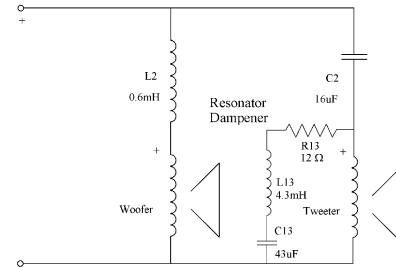 +
L2
0.6mH
C2
16uF
Resonator
Dampener
R13
12 Ω
+
+
L13
4.3mH
Woofer
Tweeter
C13
43uF